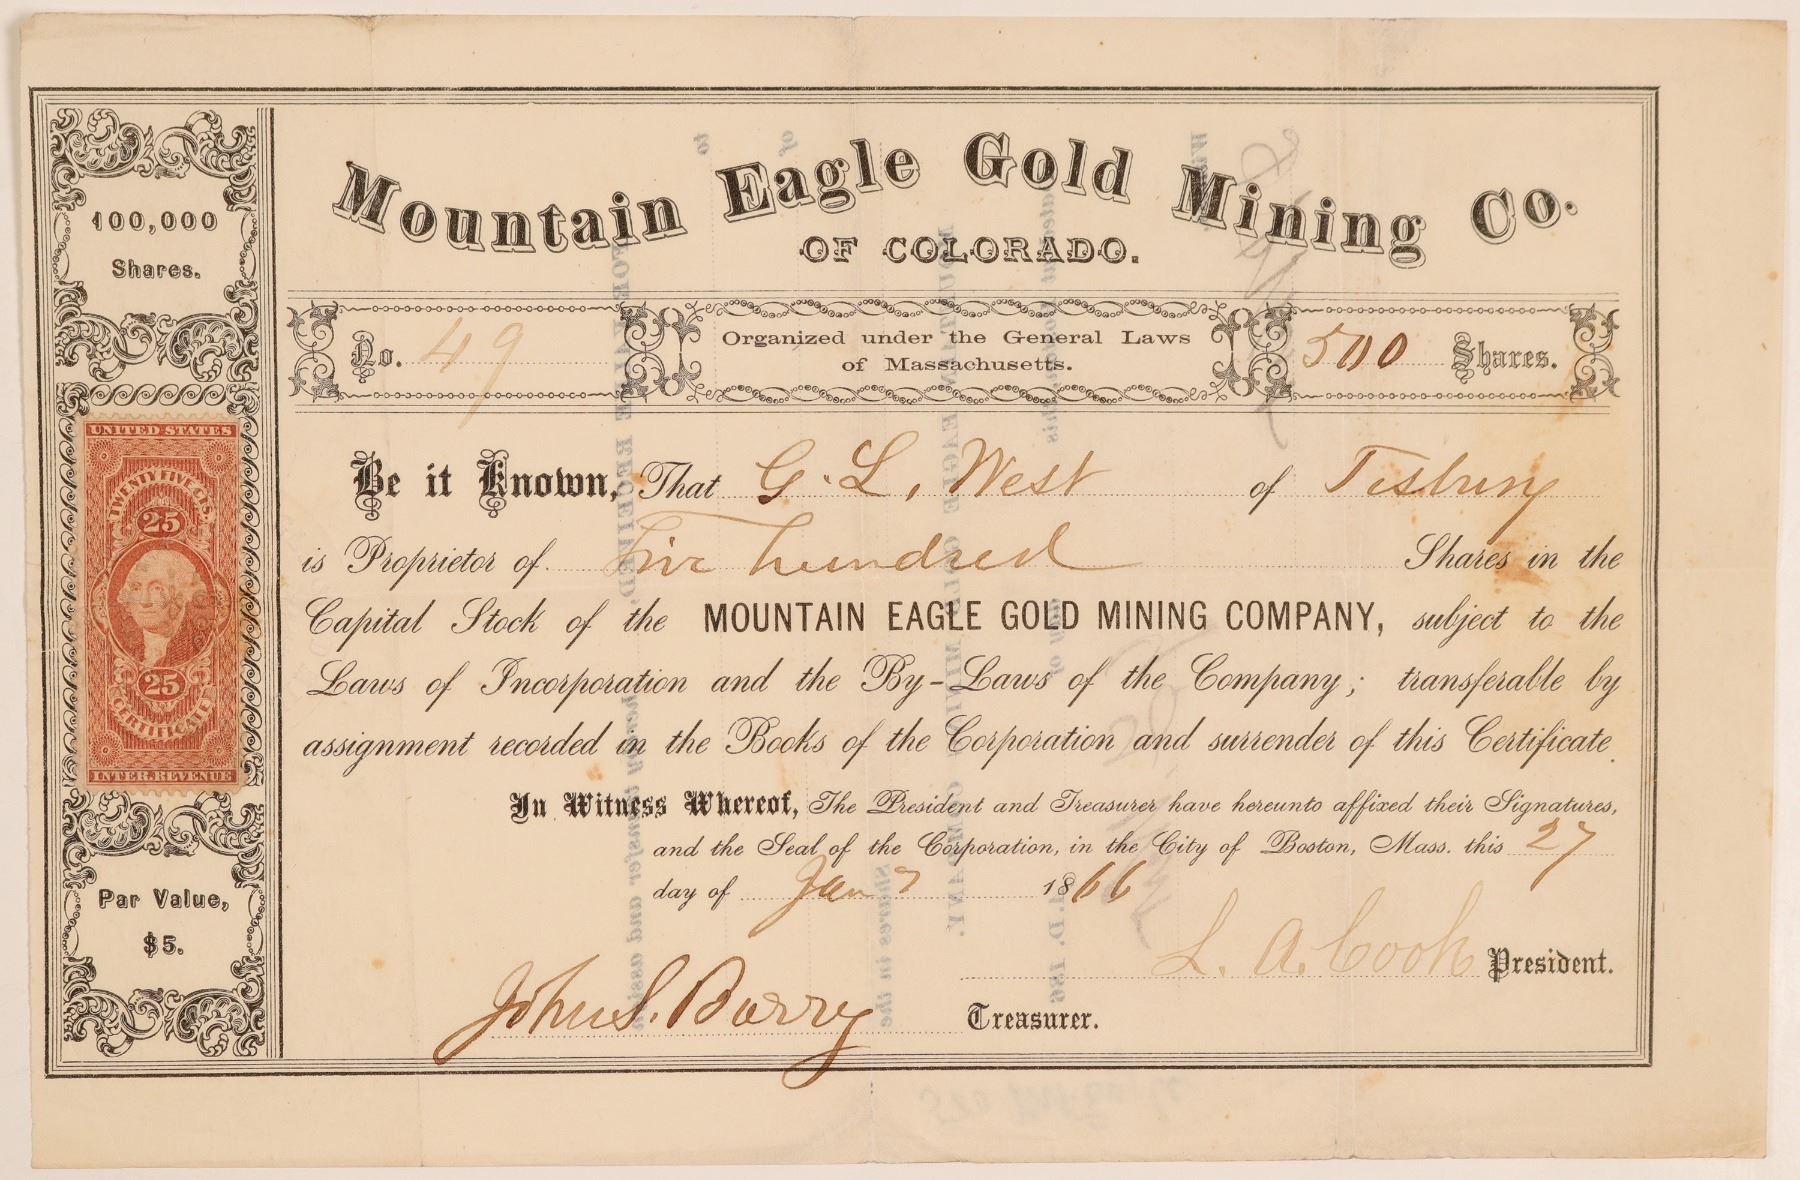 Mountain Eagle Gold Mining Co.
OF COLORADO.
100,000
Shares.
No. 49
Organized under the General Laws
of Massachusetts.
500 Shares.
UNITED STATES
TWENTY FIVE CTS.
25
25
CERTIFICATE
INTER. REVENUE
Par Value,
$5.
Be it Known, That G. L. West of Tisbury
is Proprietor of Five hundred Shares in the
Capital Stock of the MOUNTAIN EAGLE GOLD MINING COMPANY, subject to the
Laws of Incorporation and the By-Laws of the Company; transferable by
assignment recorded in the Books of the Corporation and surrender of this Certificate.
In Witness Whereof, The President and Treasurer have hereunto affixed their Signatures,
and the Seal of the Corporation, in the City of Boston, Mass. this 27
day of Jany 1866
L. A. Cook President.
John S. Barry Treasurer.